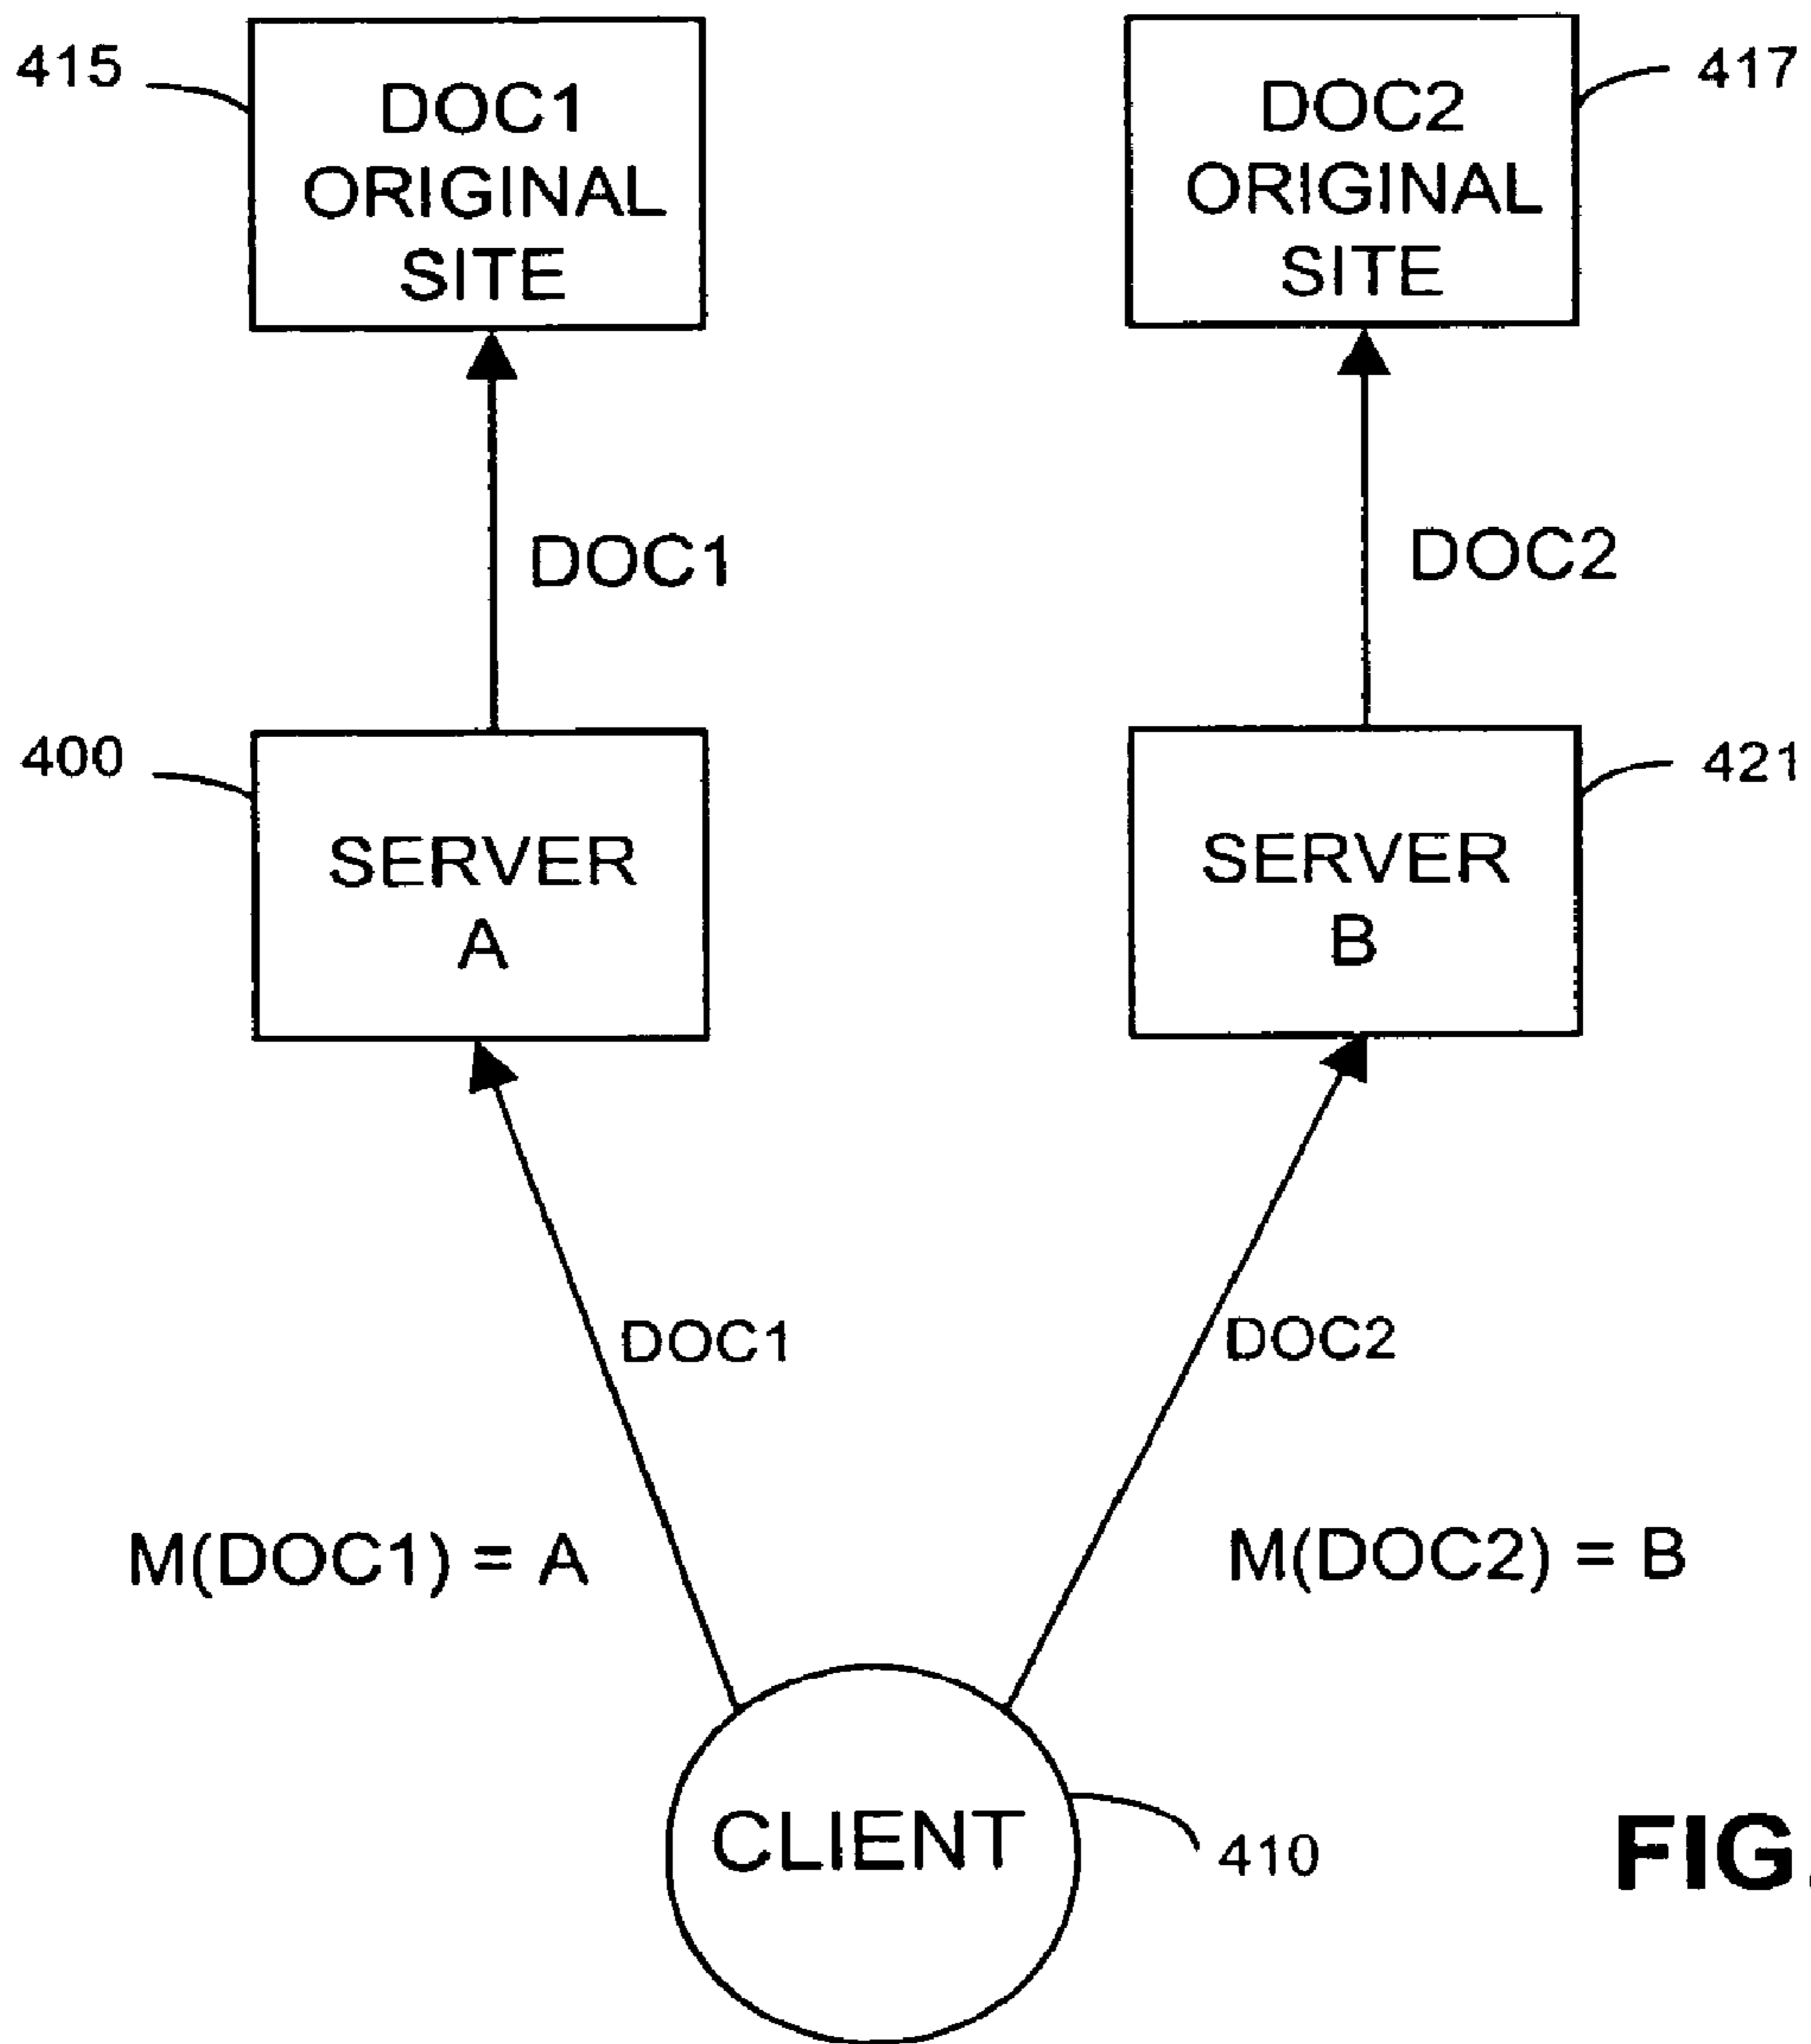 415
DOC1
ORIGINAL
SITE
DOC2
ORIGINAL
SITE
417
DOC1
DOC2
400
SERVER
A
SERVER
B
421
DOC1
DOC2
M(DOC1) = A
M(DOC2) = B
CLIENT
410
FIG.